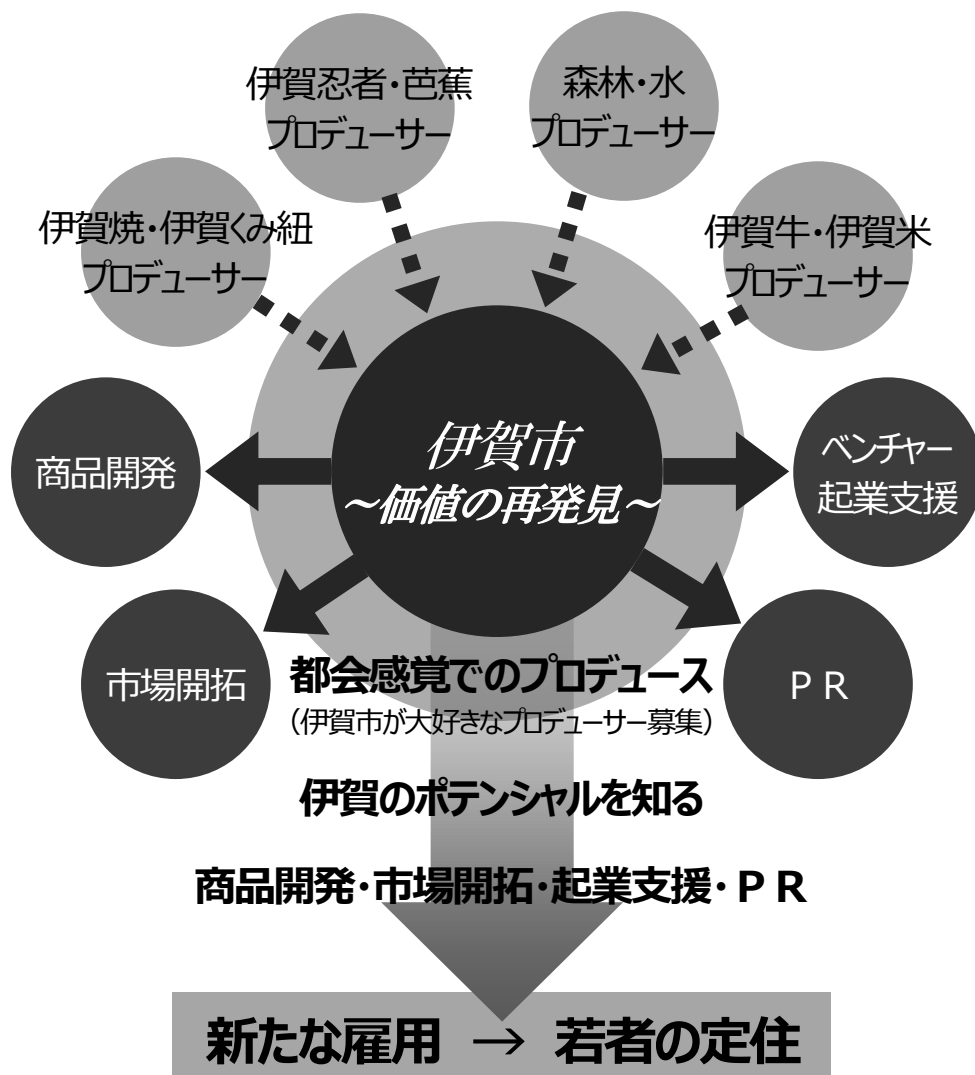 伊賀忍者・芭蕉
プロデューサー
森林・水
プロデューサー
伊賀焼・伊賀くみ紐
プロデューサー
伊賀牛・伊賀米
プロデューサー
伊賀市
～価値の再発見～
商品開発
ベンチャー
起業支援
市場開拓
ＰＲ
都会感覚でのプロデュース
（伊賀市が大好きなプロデューサー募集）
伊賀のポテンシャルを知る
商品開発・市場開拓・起業支援・ＰＲ
新たな雇用 → 若者の定住